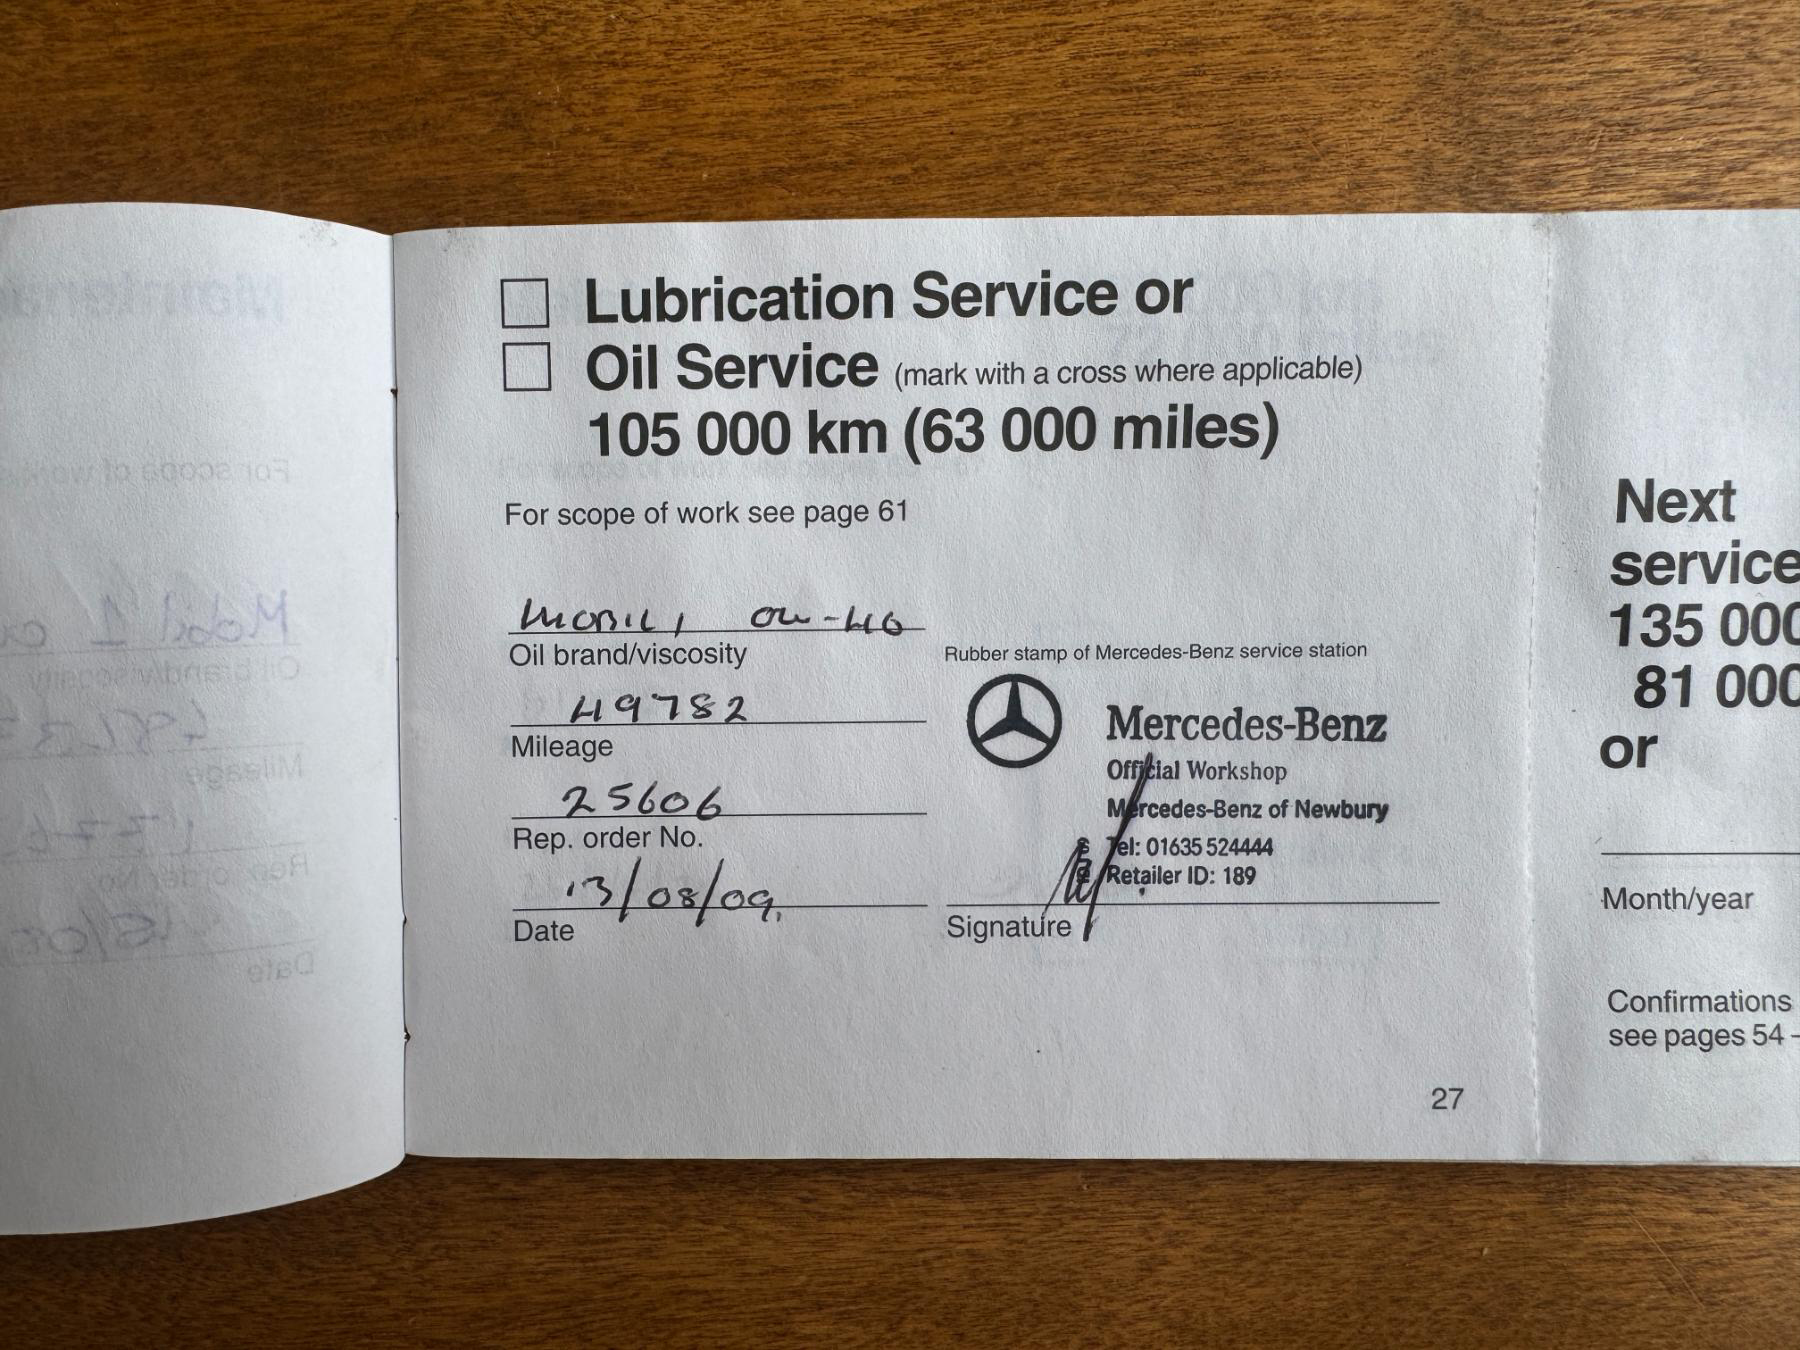 Lubrication Service or
Oil Service (mark with a cross where applicable)
105 000 km (63 000 miles)
For scope of work see page 61
MOBIL 1 0W-40
Oil brand/viscosity
49782
Mileage
25606
Rep. order No.
13/08/09
Date
Rubber stamp of Mercedes-Benz service station
Mercedes-Benz
Official Workshop
Mercedes-Benz of Newbury
Tel: 01635 524444
Retailer ID: 189
Signature
27
Next
service
135 000
81 000
or
Month/year
Confirmations
see pages 54 -